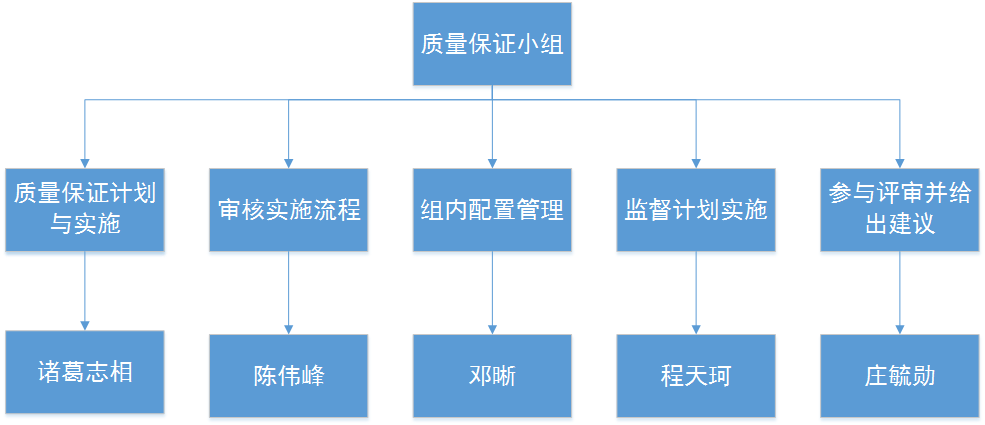 质量保证小组
质量保证计划
与实施
审核实施流程
组内配置管理
监督计划实施
参与评审并给
出建议
诸葛志相
陈伟峰
邓晰
程天珂
庄毓勋